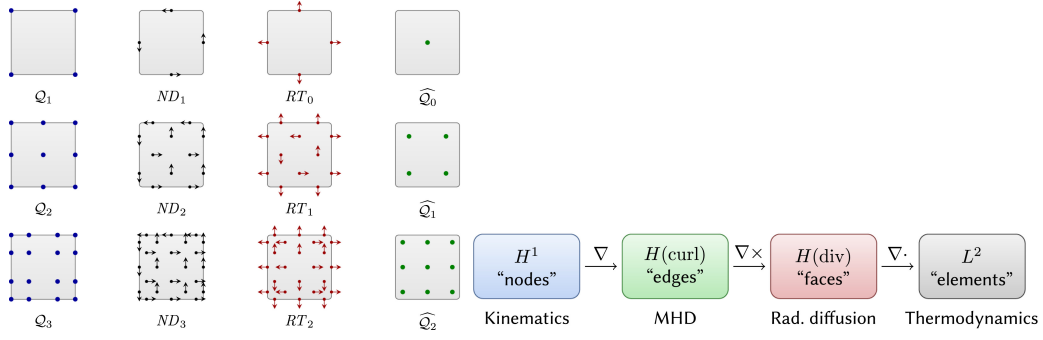 𝒬₁ ND₁ RT₀ 𝒬̂₀
𝒬₂ ND₂ RT₁ 𝒬̂₁
𝒬₃ ND₃ RT₂ 𝒬̂₂
H¹ ∇ H(curl) ∇× H(div) ∇· L²
“nodes” “edges” “faces” “elements”
Kinematics MHD Rad. diffusion Thermodynamics